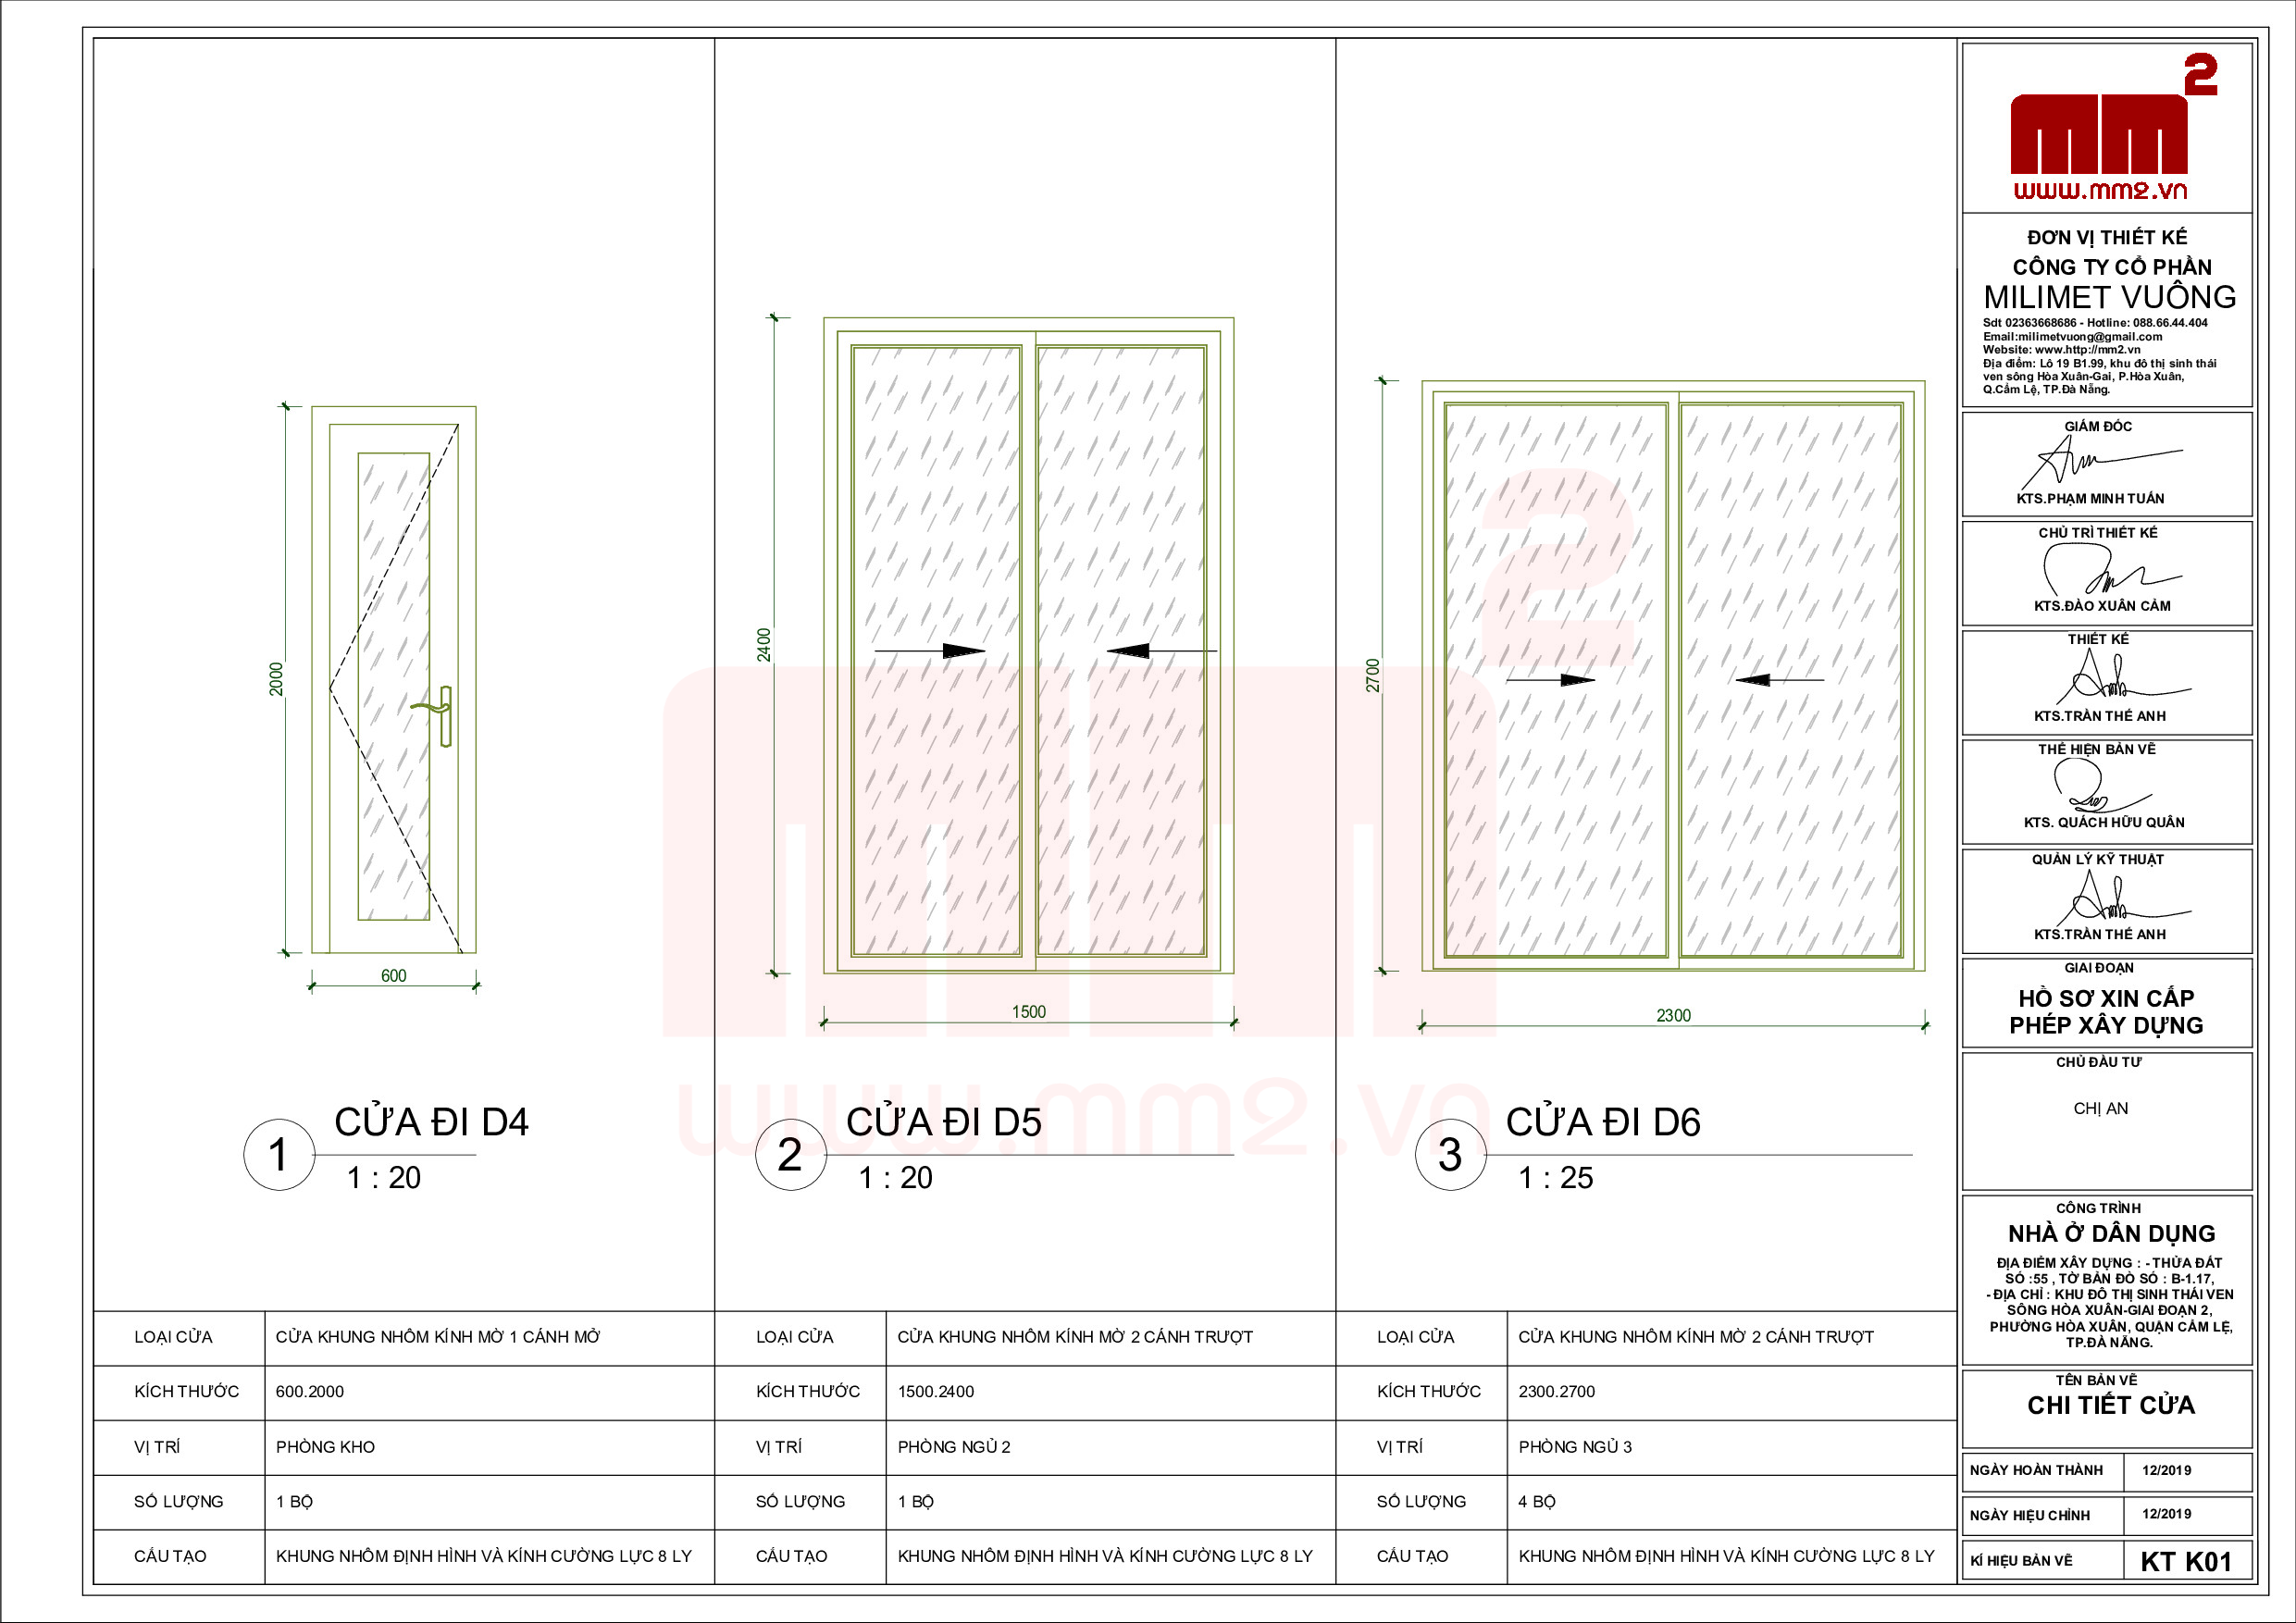 2000
600
1
CỬA ĐI D4
1 : 20
2400
1500
2
CỬA ĐI D5
1 : 20
2700
2300
3
CỬA ĐI D6
1 : 25
mm2
www.mm2.vn
LOẠI CỬA CỬA KHUNG NHÔM KÍNH MỜ 1 CÁNH MỞ
KÍCH THƯỚC 600.2000
VỊ TRÍ PHÒNG KHO
SỐ LƯỢNG 1 BỘ
CẤU TẠO KHUNG NHÔM ĐỊNH HÌNH VÀ KÍNH CƯỜNG LỰC 8 LY
LOẠI CỬA CỬA KHUNG NHÔM KÍNH MỜ 2 CÁNH TRƯỢT
KÍCH THƯỚC 1500.2400
VỊ TRÍ PHÒNG NGỦ 2
SỐ LƯỢNG 1 BỘ
CẤU TẠO KHUNG NHÔM ĐỊNH HÌNH VÀ KÍNH CƯỜNG LỰC 8 LY
LOẠI CỬA CỬA KHUNG NHÔM KÍNH MỜ 2 CÁNH TRƯỢT
KÍCH THƯỚC 2300.2700
VỊ TRÍ PHÒNG NGỦ 3
SỐ LƯỢNG 4 BỘ
CẤU TẠO KHUNG NHÔM ĐỊNH HÌNH VÀ KÍNH CƯỜNG LỰC 8 LY
mm2
www.mm2.vn
ĐƠN VỊ THIẾT KẾ
CÔNG TY CỔ PHẦN
MILIMET VUÔNG
Sdt 02363668686 - Hotline: 088.66.44.404
Email:milimetvuong@gmail.com
Website: www.http://mm2.vn
Địa điểm: Lô 19 B1.99, khu đô thị sinh thái
ven sông Hòa Xuân-Gai, P.Hòa Xuân,
Q.Cẩm Lệ, TP.Đà Nẵng.
GIÁM ĐỐC
KTS.PHẠM MINH TUẤN
CHỦ TRÌ THIẾT KẾ
KTS.ĐÀO XUÂN CẢM
THIẾT KẾ
KTS.TRẦN THẾ ANH
THỂ HIỆN BẢN VẼ
KTS. QUÁCH HỮU QUÂN
QUẢN LÝ KỸ THUẬT
KTS.TRẦN THẾ ANH
GIAI ĐOẠN
HỒ SƠ XIN CẤP
PHÉP XÂY DỰNG
CHỦ ĐẦU TƯ
CHỊ AN
CÔNG TRÌNH
NHÀ Ở DÂN DỤNG
ĐỊA ĐIỂM XÂY DỰNG : - THỬA ĐẤT
SỐ :55 , TỜ BẢN ĐỒ SỐ : B-1.17,
- ĐỊA CHỈ : KHU ĐÔ THỊ SINH THÁI VEN
SÔNG HÒA XUÂN-GIAI ĐOẠN 2,
PHƯỜNG HÒA XUÂN, QUẬN CẨM LỆ,
TP.ĐÀ NẴNG.
TÊN BẢN VẼ
CHI TIẾT CỬA
NGÀY HOÀN THÀNH 12/2019
NGÀY HIỆU CHỈNH 12/2019
KÍ HIỆU BẢN VẼ KT K01